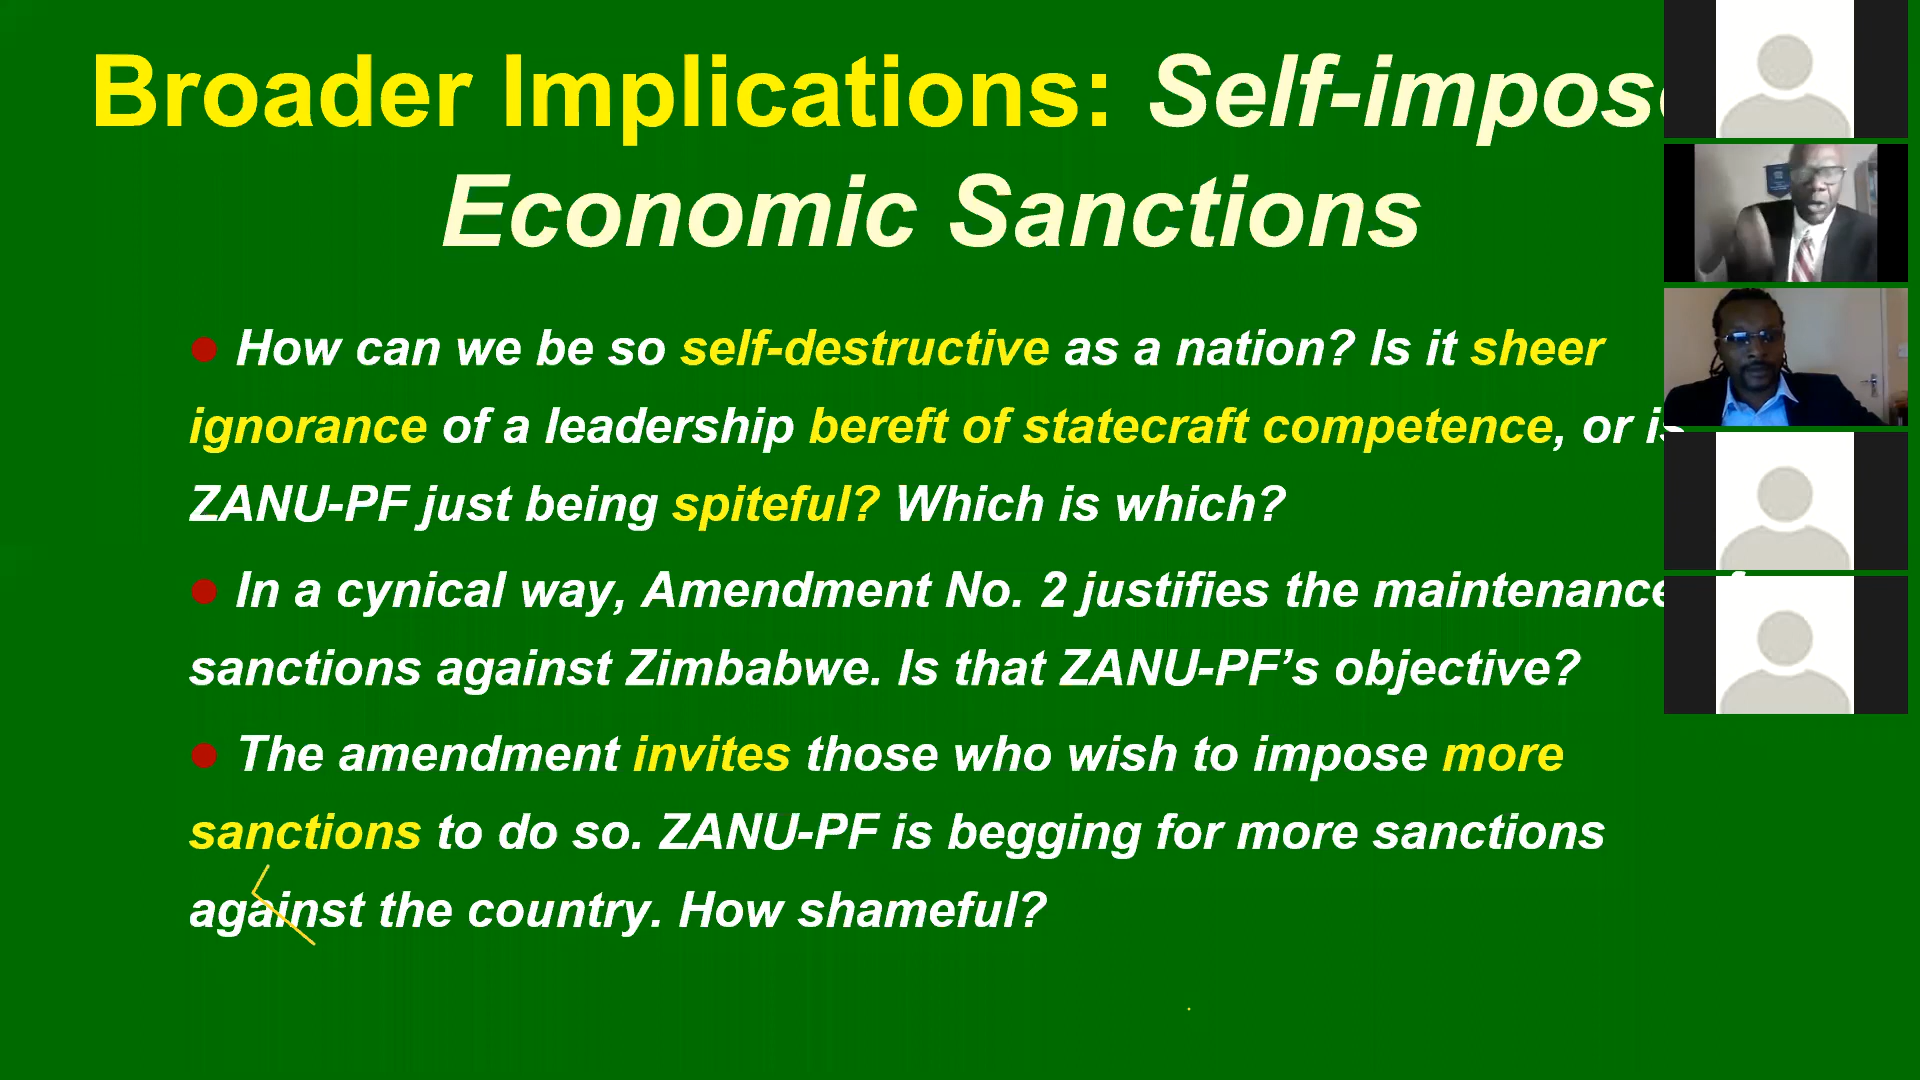 Broader Implications: Self-impos
Economic Sanctions
How can we be so self-destructive as a nation? Is it sheer
ignorance of a leadership bereft of statecraft competence, or is
ZANU-PF just being spiteful? Which is which?
In a cynical way, Amendment No. 2 justifies the maintenance
sanctions against Zimbabwe. Is that ZANU-PF’s objective?
The amendment invites those who wish to impose more
sanctions to do so. ZANU-PF is begging for more sanctions
against the country. How shameful?